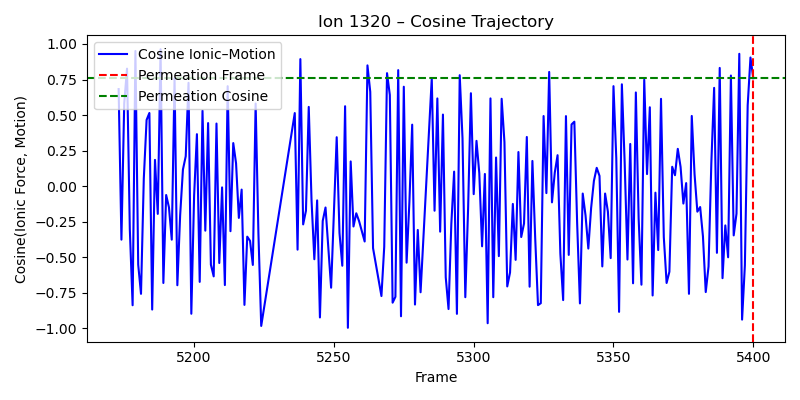 Ion 1320 – Cosine Trajectory
Cosine Ionic–Motion
Permeation Frame
Permeation Cosine
Cosine(Ionic Force, Motion)
1.00
0.75
0.50
0.25
0.00
−0.25
−0.50
−0.75
−1.00
5200 5250 5300 5350 5400
Frame